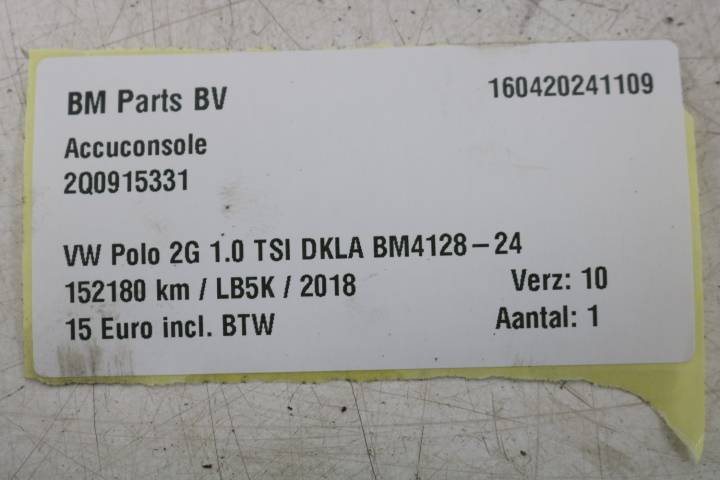 BM Parts BV 160420241109
Accuconsole
2Q0915331
VW Polo 2G 1.0 TSI DKLA BM4128-24
152180 km / LB5K / 2018 Verz: 10
15 Euro incl. BTW Aantal: 1